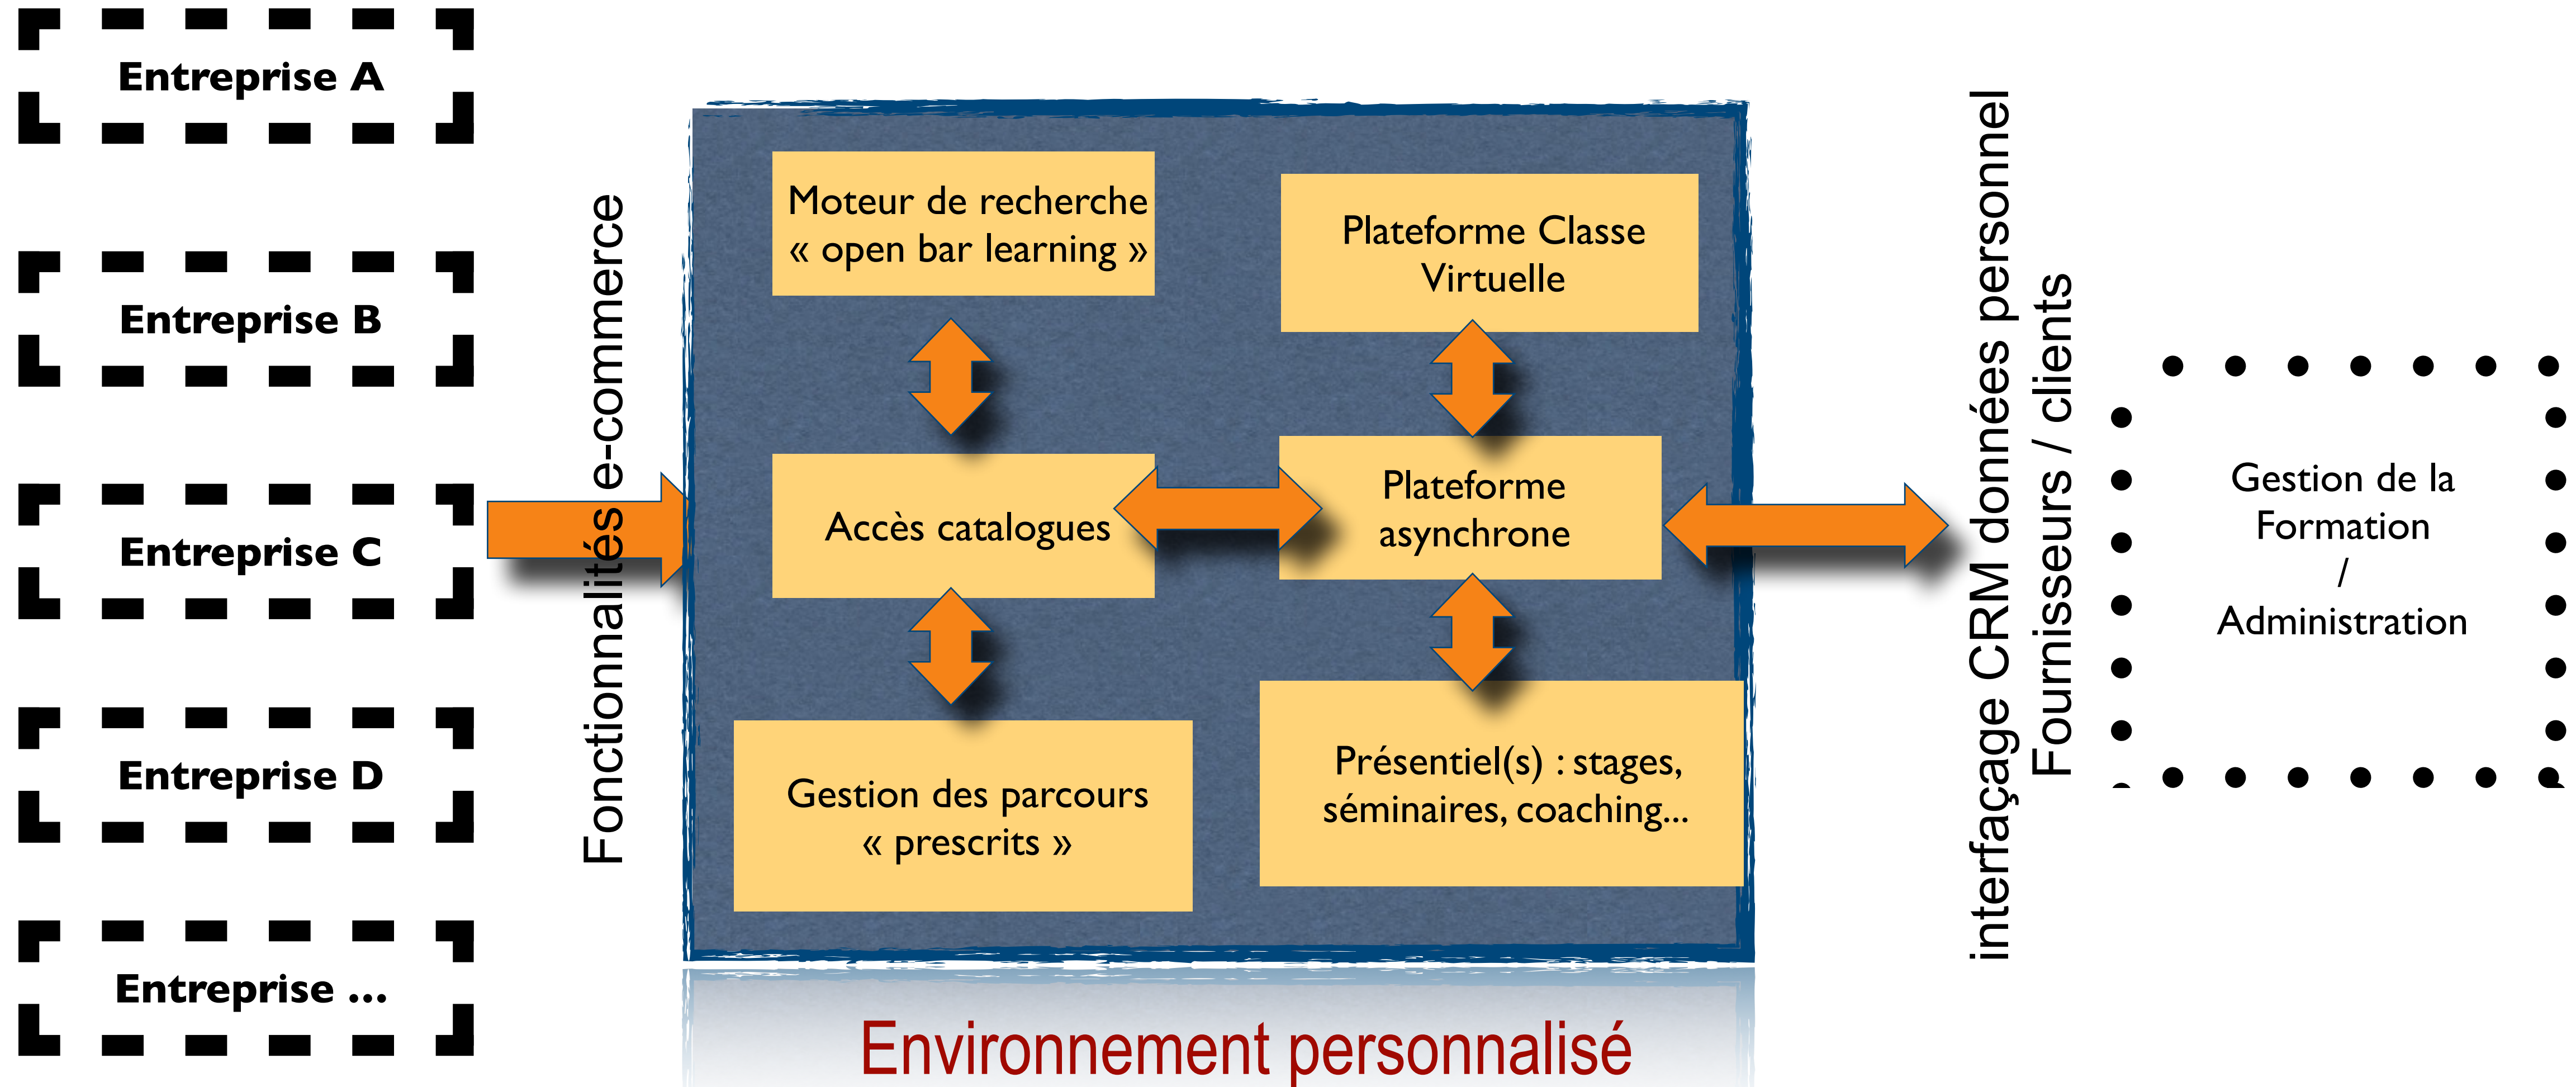 Entreprise A
Entreprise B
Entreprise C
Entreprise D
Entreprise ...
Fonctionnalités e-commerce
Moteur de recherche
« open bar learning »
Accès catalogues
Gestion des parcours
« prescrits »
Plateforme Classe
Virtuelle
Plateforme
asynchrone
Présentiel(s) : stages,
séminaires, coaching...
Environnement personnalisé
interfaçage CRM données personnel
Fournisseurs / clients
Gestion de la
Formation
/
Administration